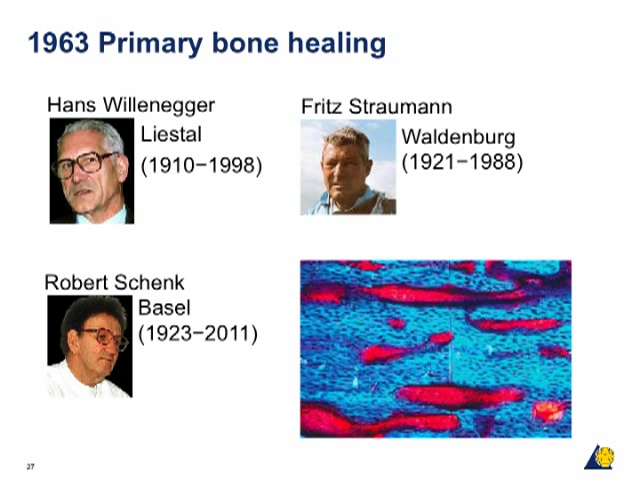 1963 Primary bone healing
Hans Willenegger
Liestal
(1910−1998)
Fritz Straumann
Waldenburg
(1921−1988)
Robert Schenk
Basel
(1923−2011)
27